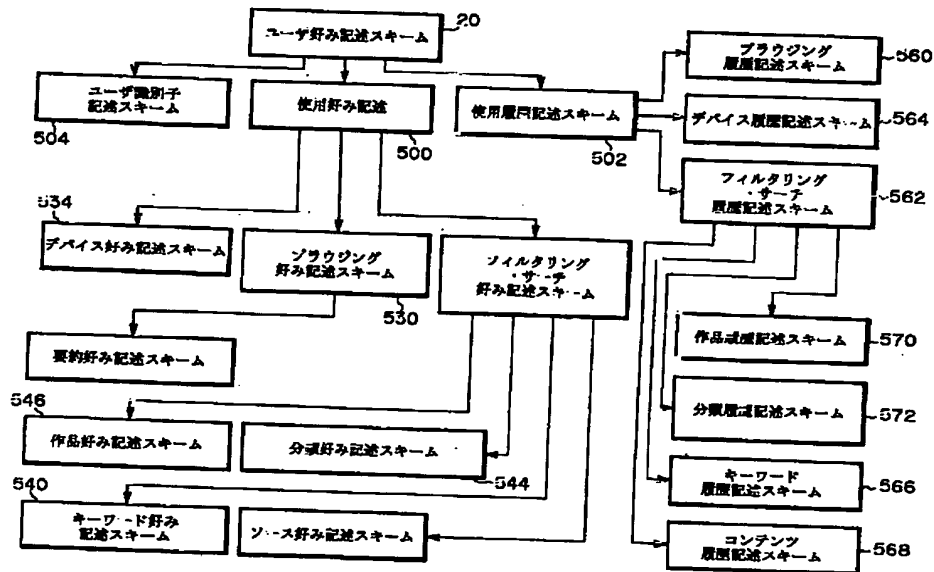 20
ユーザ好み記述スキーム
ユーザ識別子
記述スキーム
504
使用好み記述
500
使用履歴記述スキーム
502
ブラウジング
履歴記述スキーム
560
デバイス履歴記述スキーム
564
フィルタリング
・サーチ
履歴記述スキーム
562
534
デバイス好み記述スキーム
ブラウジング
好み記述スキーム
530
フィルタリング
・サーチ
好み記述スキーム
要約好み記述スキーム
作品履歴記述スキーム
570
546
作品好み記述スキーム
分類好み記述スキーム
544
分類履歴記述スキーム
572
540
キーワード好み
記述スキーム
ソース好み記述スキーム
キーワード
履歴記述スキーム
566
コンテンツ
履歴記述スキーム
568